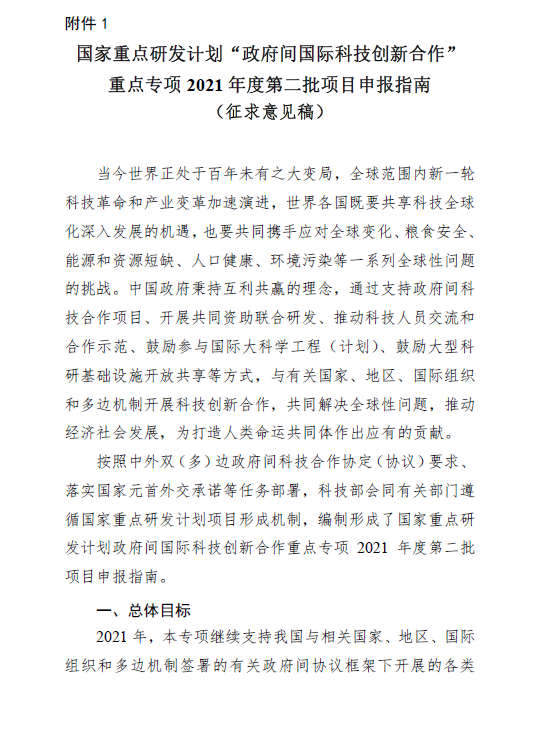 附件 1
国家重点研发计划“政府间国际科技创新合作”
重点专项 2021 年度第二批项目申报指南
（征求意见稿）
当今世界正处于百年未有之大变局，全球范围内新一轮
科技革命和产业变革加速演进，世界各国既要共享科技全球
化深入发展的机遇，也要共同携手应对全球变化、粮食安全、
能源和资源短缺、人口健康、环境污染等一系列全球性问题
的挑战。中国政府秉持互利共赢的理念，通过支持政府间科
技合作项目、开展共同资助联合研发、推动科技人员交流和
合作示范、鼓励参与国际大科学工程（计划）、鼓励大型科
研基础设施开放共享等方式，与有关国家、地区、国际组织
和多边机制开展科技创新合作，共同解决全球性问题，推动
经济社会发展，为打造人类命运共同体作出应有的贡献。
按照中外双（多）边政府间科技合作协定（协议）要求、
落实国家元首外交承诺等任务部署，科技部会同有关部门遵
循国家重点研发计划项目形成机制，编制形成了国家重点研
发计划政府间国际科技创新合作重点专项 2021 年度第二批
项目申报指南。
一、总体目标
2021 年，本专项继续支持我国与相关国家、地区、国际
组织和多边机制签署的有关政府间协议框架下开展的各类